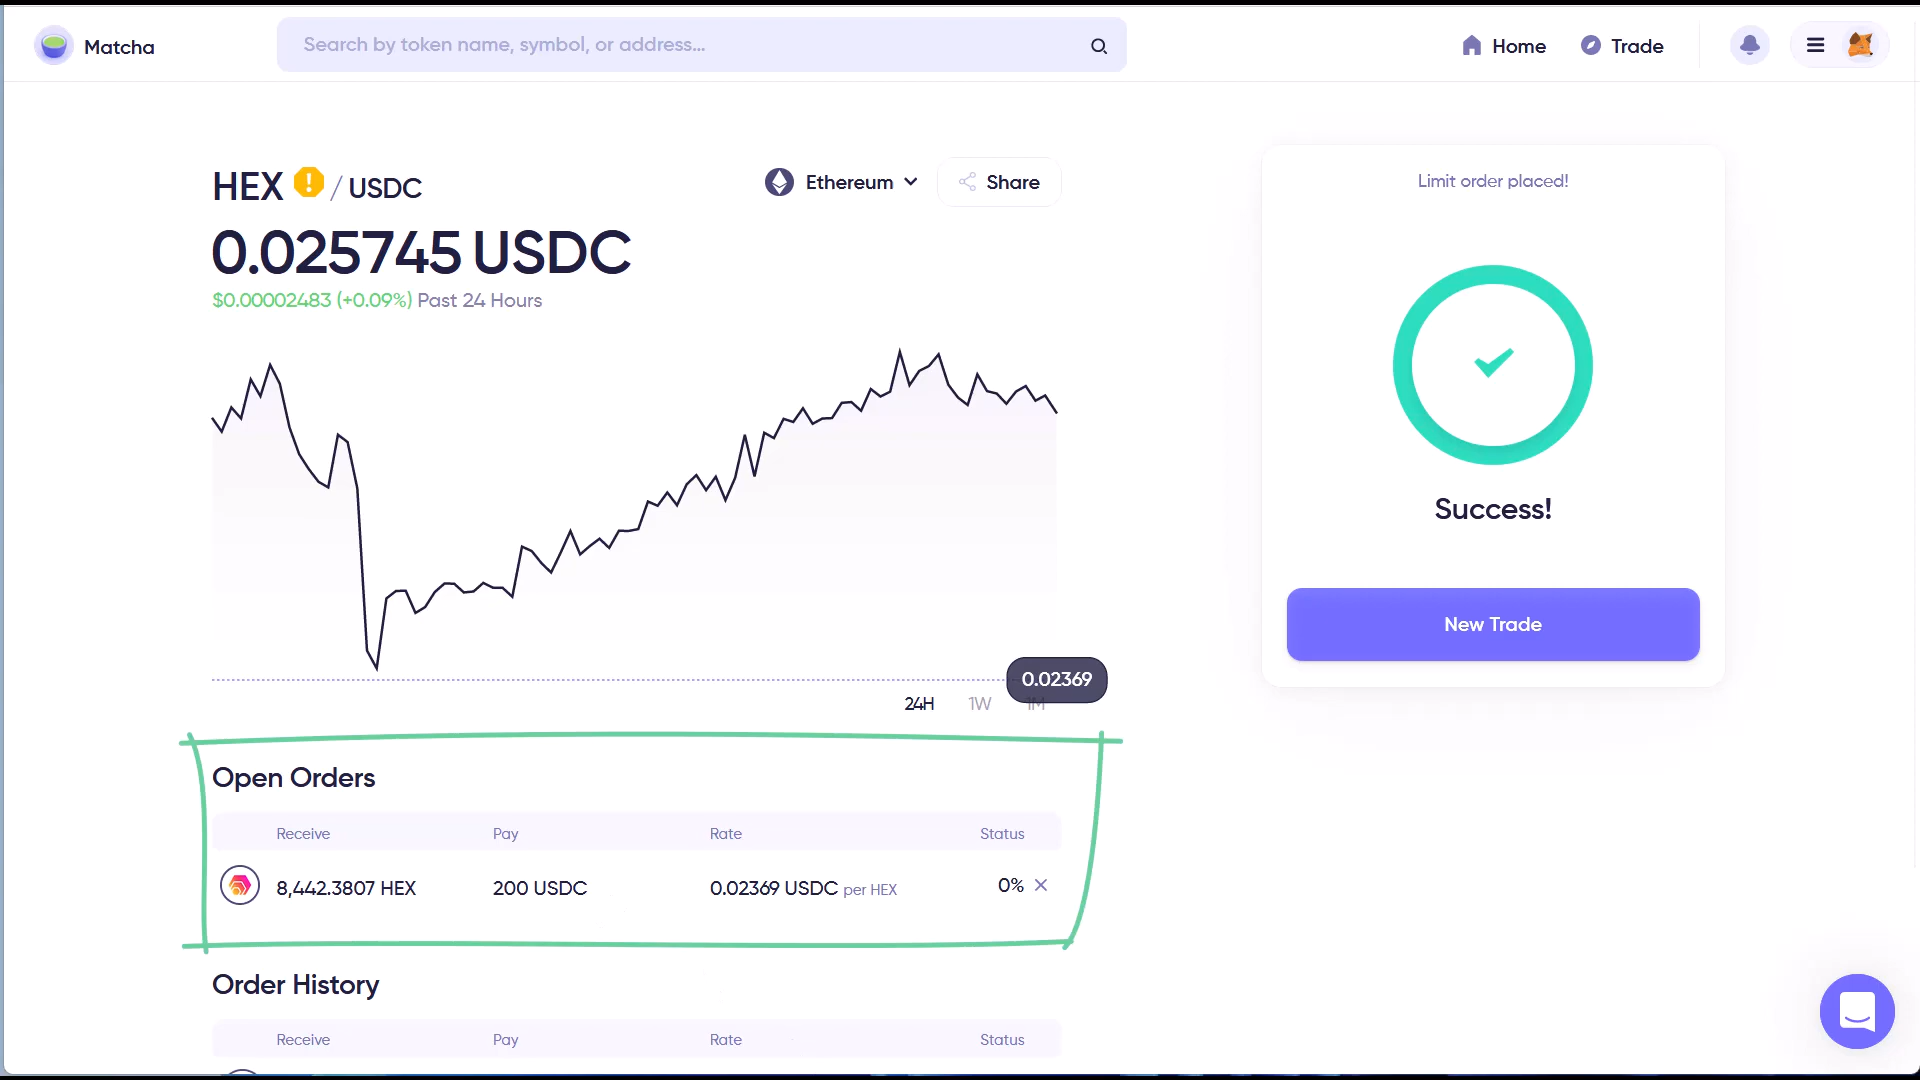 Matcha
Search by token name, symbol, or address...
Home
Trade
HEX ! / USDC
Ethereum
Share
0.025745 USDC
$0.00002483 (+0.09%) Past 24 Hours
0.02369
24H 1W 1M
Limit order placed!
Success!
New Trade
Open Orders
Receive Pay Rate Status
8,442.3807 HEX 200 USDC 0.02369 USDC per HEX 0%
Order History
Receive Pay Rate Status